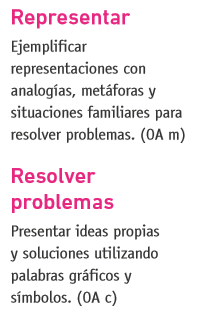 Representar
Ejemplificar
representaciones con
analogías, metáforas y
situaciones familiares para
resolver problemas. (OA m)
Resolver
problemas
Presentar ideas propias
y soluciones utilizando
palabras gráficos y
símbolos. (OA c)